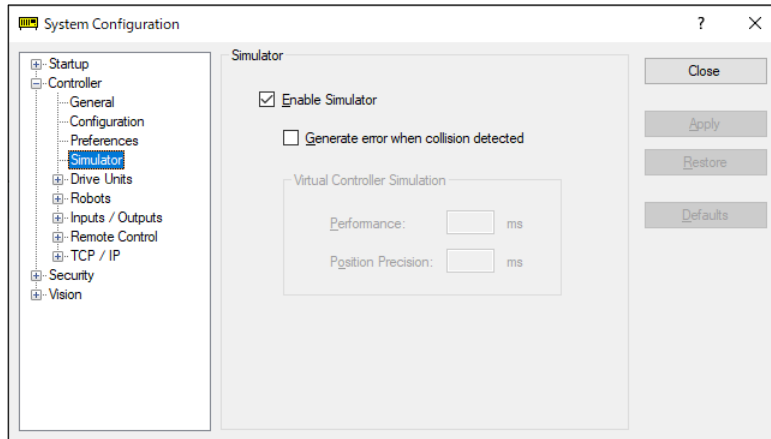 System Configuration
?
Startup
Controller
General
Configuration
Preferences
Simulator
Drive Units
Robots
Inputs / Outputs
Remote Control
TCP / IP
Security
Vision
Simulator
Enable Simulator
Generate error when collision detected
Virtual Controller Simulation
Performance: ms
Position Precision: ms
Close
Apply
Restore
Defaults